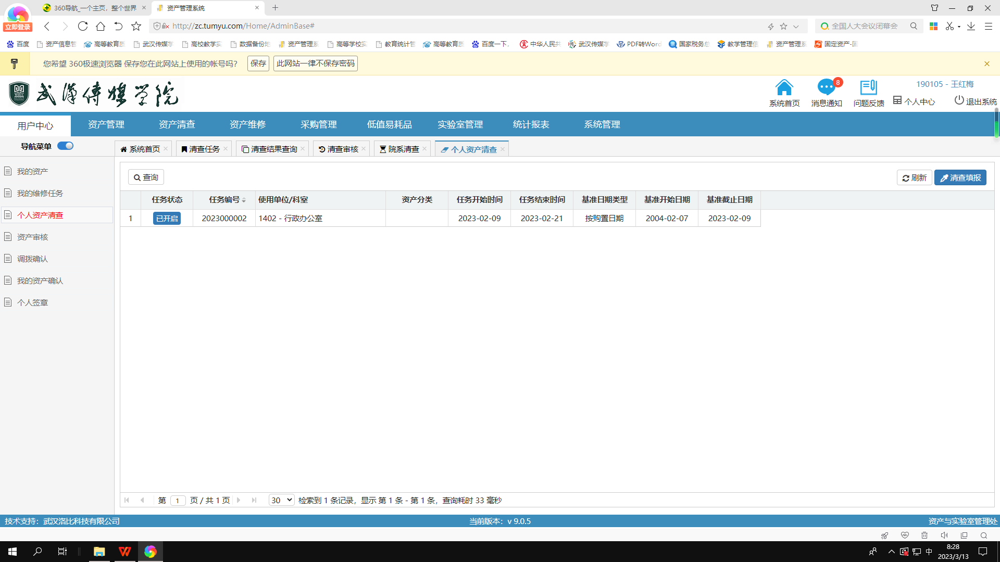 360导航_一个主页，整个世界
资产管理系统
立即登录
http://zc.tumyu.com/Home/AdminBase#
全国人大会议闭幕会
百度
资产信息管
高等教育质
武汉传媒学
高校教学实
数据备份地
资产管理系
高等学校实
教育统计管
高等教育质
百度一下，
中华人民共
武汉传媒学
PDF转Word
国家税务总
教学管理信
资产管理系
固定资产-国
您希望 360极速浏览器 保存您在此网站上使用的帐号吗？
保存
此网站一律不保存密码
武汉传媒学院
系统首页
消息通知
8
问题反馈
190105 - 王红梅
个人中心
退出系统
用户中心
资产管理
资产清查
资产维修
采购管理
低值易耗品
实验室管理
统计报表
系统管理
导航菜单
系统首页
清查任务
清查结果查询
清查审核
院系清查
个人资产清查
我的资产
我的维修任务
个人资产清查
资产审核
调拨确认
我的资产确认
个人签章
查询
刷新
清查填报
任务状态 任务编号 使用单位/科室 资产分类 任务开始时间 任务结束时间 基准日期类型 基准开始日期 基准截止日期
1 已开启 2023000002 1402 - 行政办公室 2023-02-09 2023-02-21 按购置日期 2004-02-07 2023-02-09
第 1 页 / 共 1 页
30
检索到 1 条记录，显示 第 1 条 - 第 1 条，查询耗时 33 毫秒
技术支持：武汉洛比科技有限公司
当前版本：v 9.0.5
资产与实验室管理处
中
8:28
2023/3/13